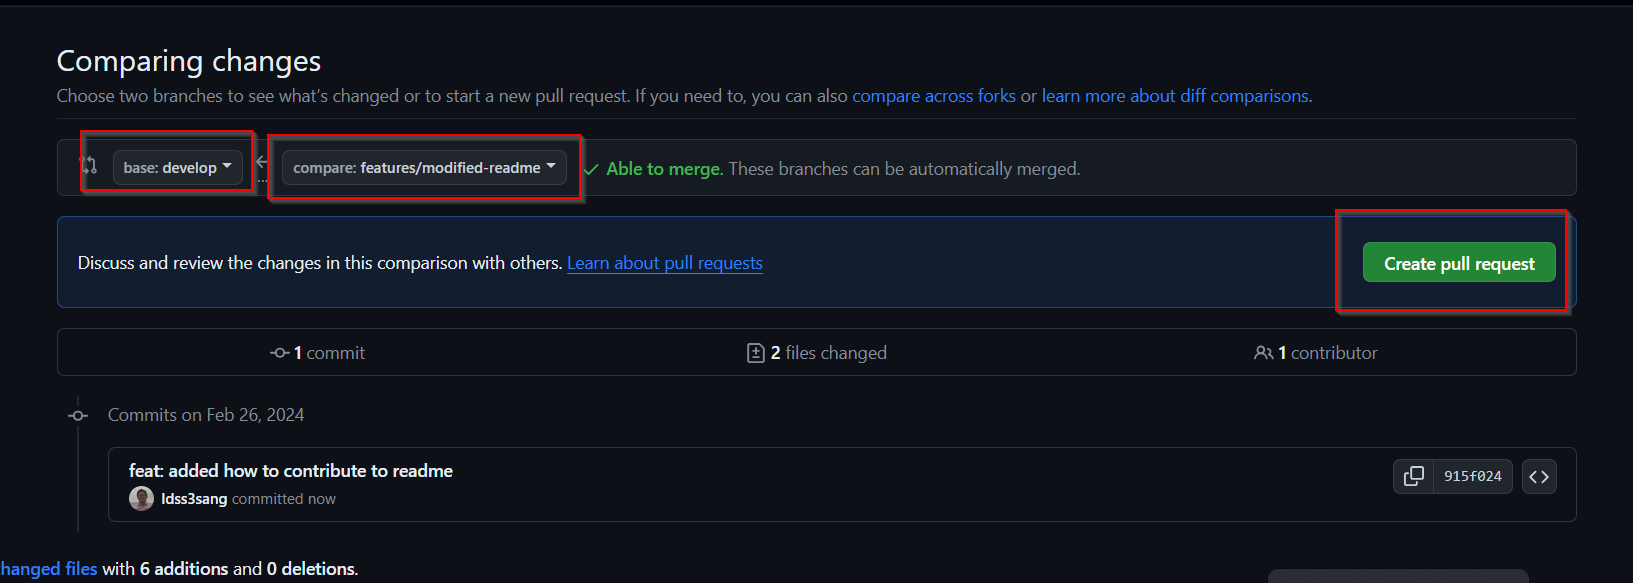 Comparing changes
Choose two branches to see what's changed or to start a new pull request. If you need to, you can also compare across forks or learn more about diff comparisons.
base: develop compare: features/modified-readme Able to merge. These branches can be automatically merged.
Discuss and review the changes in this comparison with others. Learn about pull requests Create pull request
1 commit 2 files changed 1 contributor
Commits on Feb 26, 2024
feat: added how to contribute to readme
ldss3sang committed now 915f024
hanged files with 6 additions and 0 deletions.